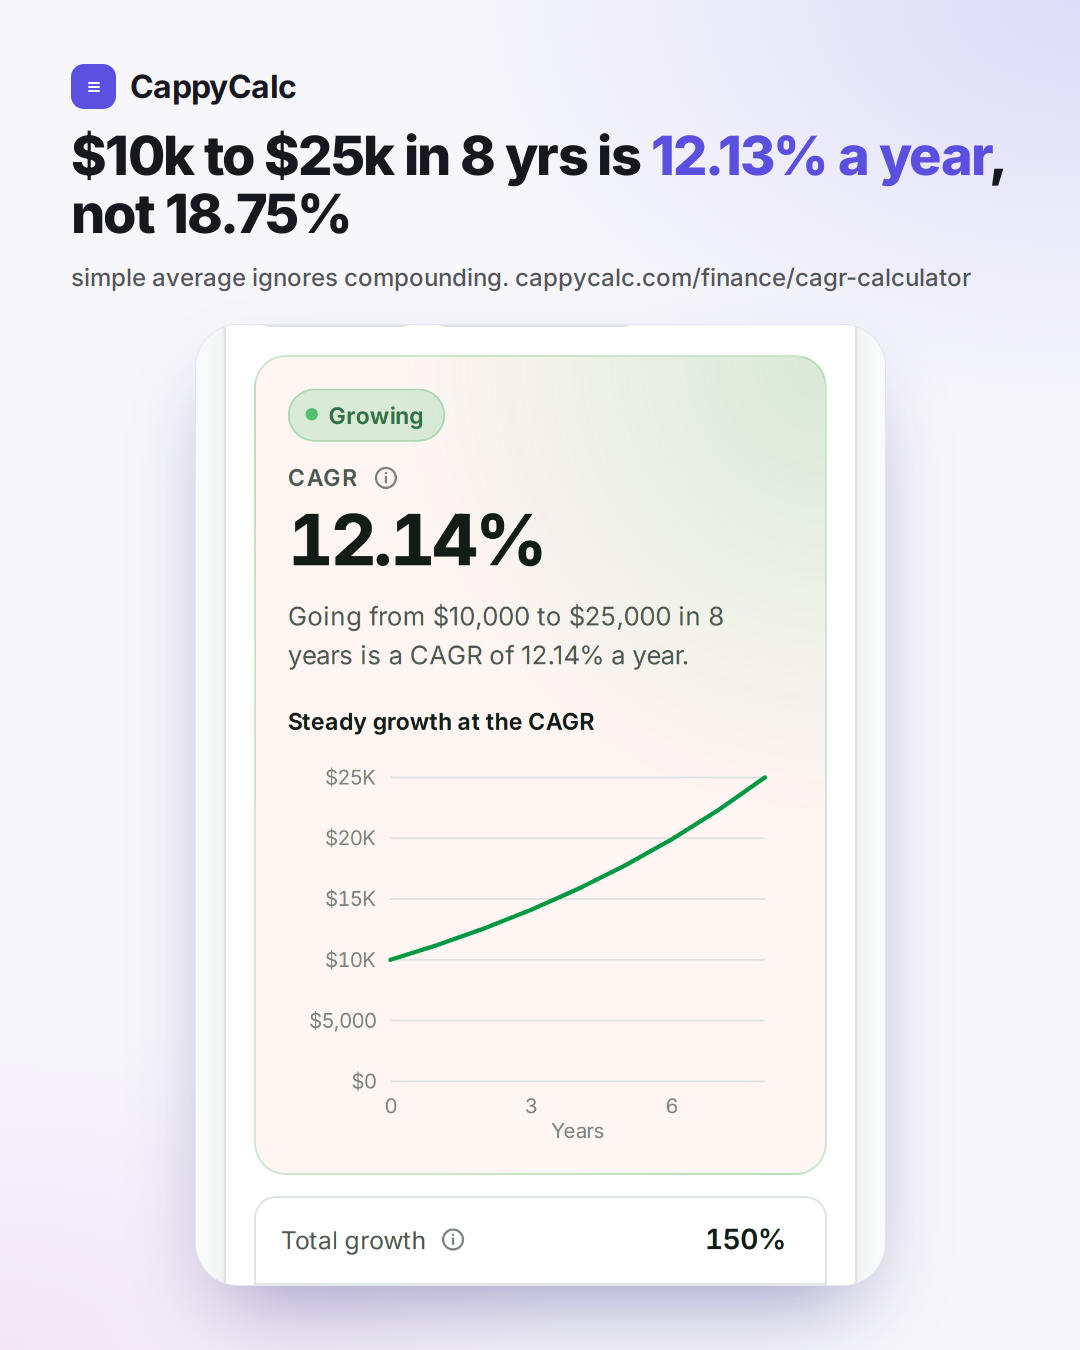 CappyCalc
$10k to $25k in 8 yrs is 12.13% a year,
not 18.75%
simple average ignores compounding. cappycalc.com/finance/cagr-calculator
Growing
CAGR
12.14%
Going from $10,000 to $25,000 in 8
years is a CAGR of 12.14% a year.
Steady growth at the CAGR
$25K
$20K
$15K
$10K
$5,000
$0
0 3 6
Years
Total growth 150%